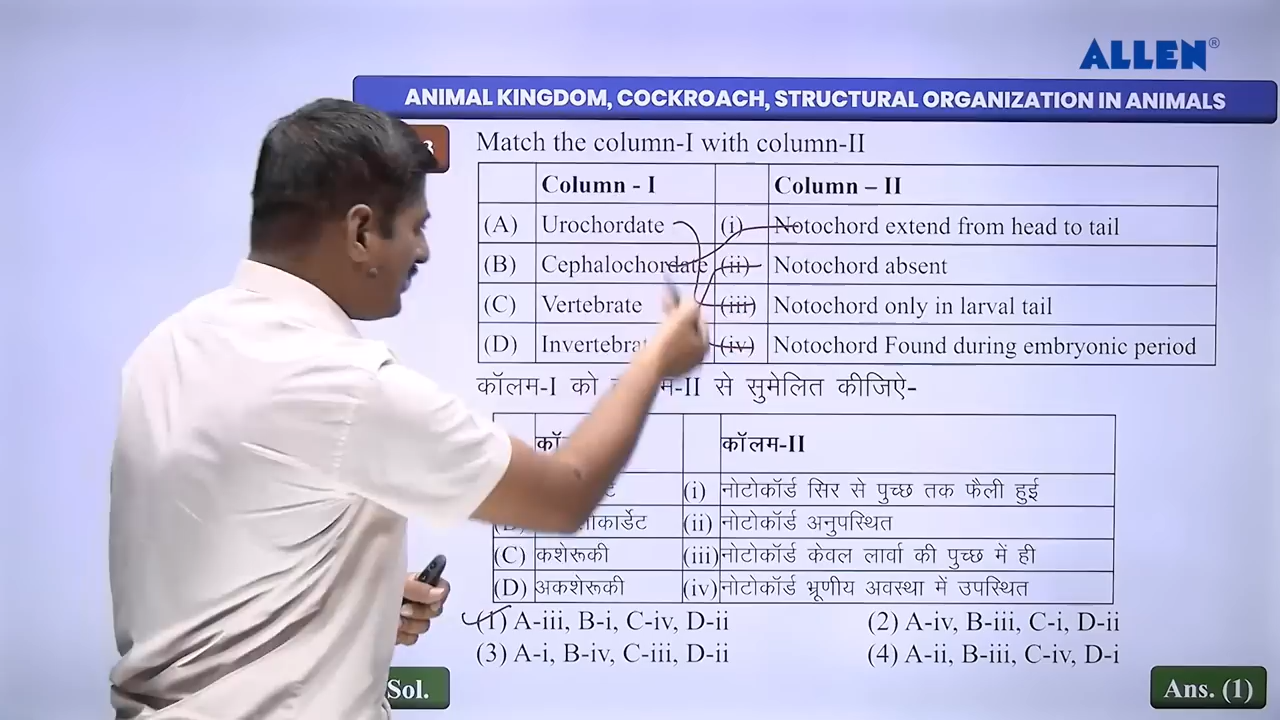 ALLEN®
ANIMAL KINGDOM, COCKROACH, STRUCTURAL ORGANIZATION IN ANIMALS
3
Match the column-I with column-II
Column - I Column – II
(A) Urochordate (i) Notochord extend from head to tail
(B) Cephalochordate (ii) Notochord absent
(C) Vertebrate (iii) Notochord only in larval tail
(D) Invertebrat (iv) Notochord Found during embryonic period
कॉलम-I को म-II से सुमेलित कीजिऐ-
कॉलम-II
(i) नोटोकॉर्ड सिर से पुच्छ तक फैली हुई
(ii) नोटोकॉर्ड अनुपस्थित
(C) कशेरूकी (iii) नोटोकॉर्ड केवल लार्वा की पुच्छ में ही
(D) अकशेरूकी (iv) नोटोकॉर्ड भ्रूणीय अवस्था में उपस्थित
(1) A-iii, B-i, C-iv, D-ii (2) A-iv, B-iii, C-i, D-ii
(3) A-i, B-iv, C-iii, D-ii (4) A-ii, B-iii, C-iv, D-i
Sol. Ans. (1)